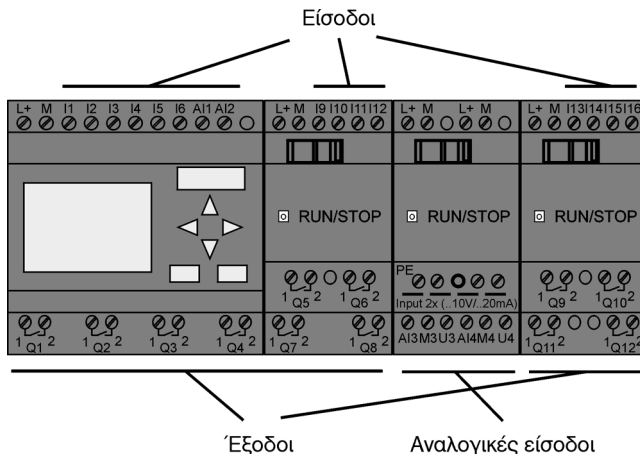 Είσοδοι
L+ M I1 I2 I3 I4 I5 I6 AI1 AI2 L+ M I9 I10 I11 I12 L+ M L+ M L+ M I13 I14 I15 I16
RUN/STOP RUN/STOP RUN/STOP
PE
1 Q5 2 1 Q6 2 Input 2x (..10V/..20mA) 1 Q9 2 1 Q10 2
1 Q1 2 1 Q2 2 1 Q3 2 1 Q4 2 1 Q7 2 1 Q8 2 AI3 M3 U3 AI4 M4 U4 1 Q11 2 1 Q12 2
Έξοδοι Αναλογικές είσοδοι